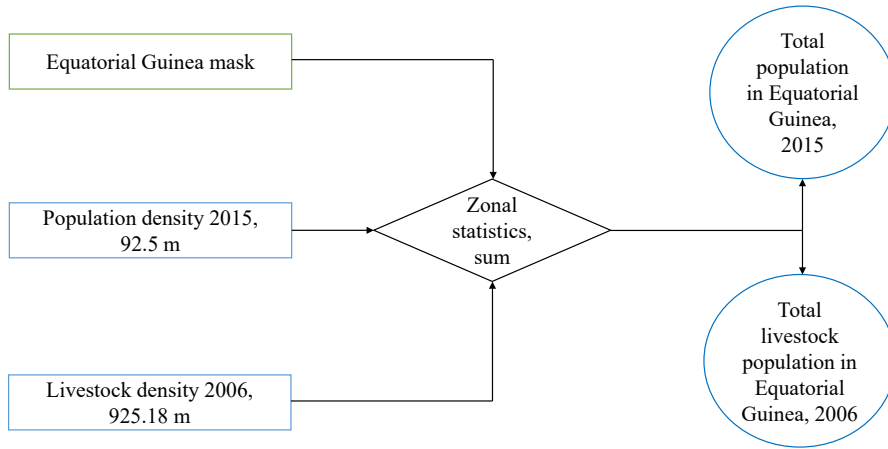 Equatorial Guinea mask
Population density 2015,
92.5 m
Livestock density 2006,
925.18 m
Zonal
statistics,
sum
Total
population
in Equatorial
Guinea,
2015
Total
livestock
population in
Equatorial
Guinea, 2006